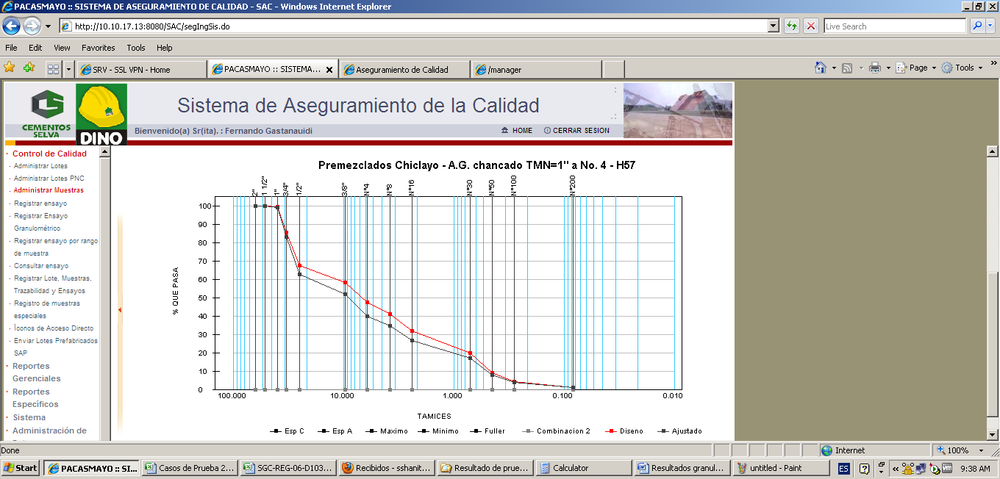 PACASMAYO :: SISTEMA DE ASEGURAMIENTO DE CALIDAD - SAC - Windows Internet Explorer
http://10.10.17.13:8080/SAC/segIngSis.do
Live Search
File Edit View Favorites Tools Help
SRV - SSL VPN - Home
PACASMAYO :: SISTEMA...
Aseguramiento de Calidad
/manager
Page
Tools
CEMENTOS
SELVA
DINO
Sistema de Aseguramiento de la Calidad
Bienvenido(a) Sr(ita). : Fernando Gastanauidi
HOME
CERRAR SESION
Control de Calidad
Administrar Lotes
Administrar Lotes PNC
Administrar Muestras
Registrar ensayo
Registrar Ensayo
Granulométrico
Registrar ensayo por rango
de muestra
Consultar ensayo
Registrar Lote, Muestras,
Trazabilidad y Ensayos
Registro de muestras
especiales
Íconos de Acceso Directo
Enviar Lotes Prefabricados
SAP
Reportes
Gerenciales
Reportes
Específicos
Sistema
Administración de
Premezclados Chiclayo - A.G. chancado TMN=1" a No. 4 - H57
2" 1 1/2" 1" 3/4" 1/2" 3/8" N°4 N°8 N°16 N°30 N°50 N°100 N°200
100
90
80
70
60
50
40
30
20
10
0
% QUE PASA
100.000 10.000 1.000 0.100 0.010
TAMICES
Esp C Esp A Maximo Minimo Fuller Combinacion 2 Diseno Ajustado
Done
Internet
100%
Start
PACASMAYO :: SI...
Casos de Prueba 2...
SGC-REG-06-D103...
Recibidos - sshanit...
Resultado de prue...
Calculator
Resultados granul...
untitled - Paint
ES
9:38 AM